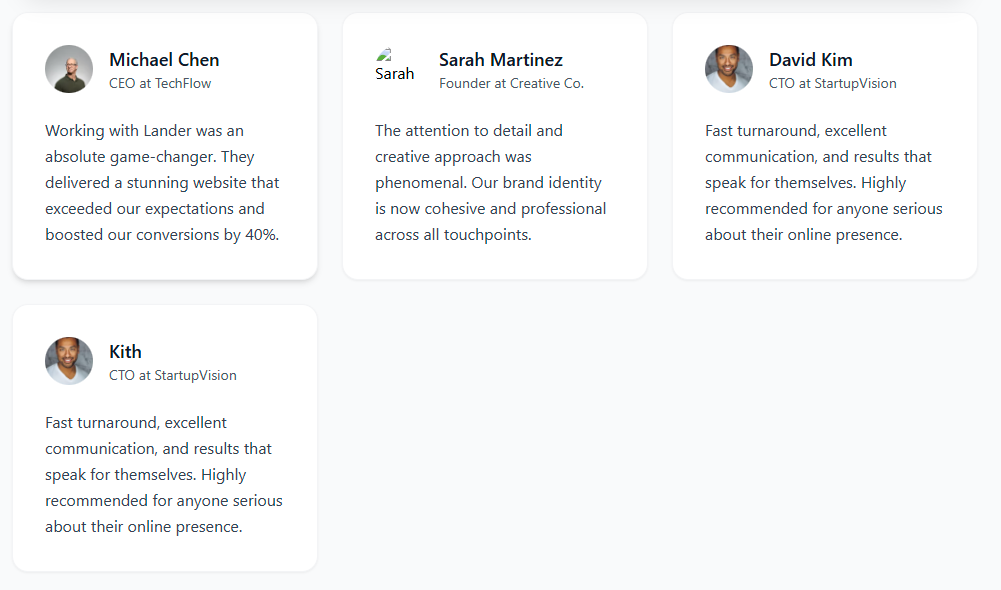 Michael Chen
CEO at TechFlow
Working with Lander was an
absolute game-changer. They
delivered a stunning website that
exceeded our expectations and
boosted our conversions by 40%.
Sarah
Sarah Martinez
Founder at Creative Co.
The attention to detail and
creative approach was
phenomenal. Our brand identity
is now cohesive and professional
across all touchpoints.
David Kim
CTO at StartupVision
Fast turnaround, excellent
communication, and results that
speak for themselves. Highly
recommended for anyone serious
about their online presence.
Kith
CTO at StartupVision
Fast turnaround, excellent
communication, and results that
speak for themselves. Highly
recommended for anyone serious
about their online presence.